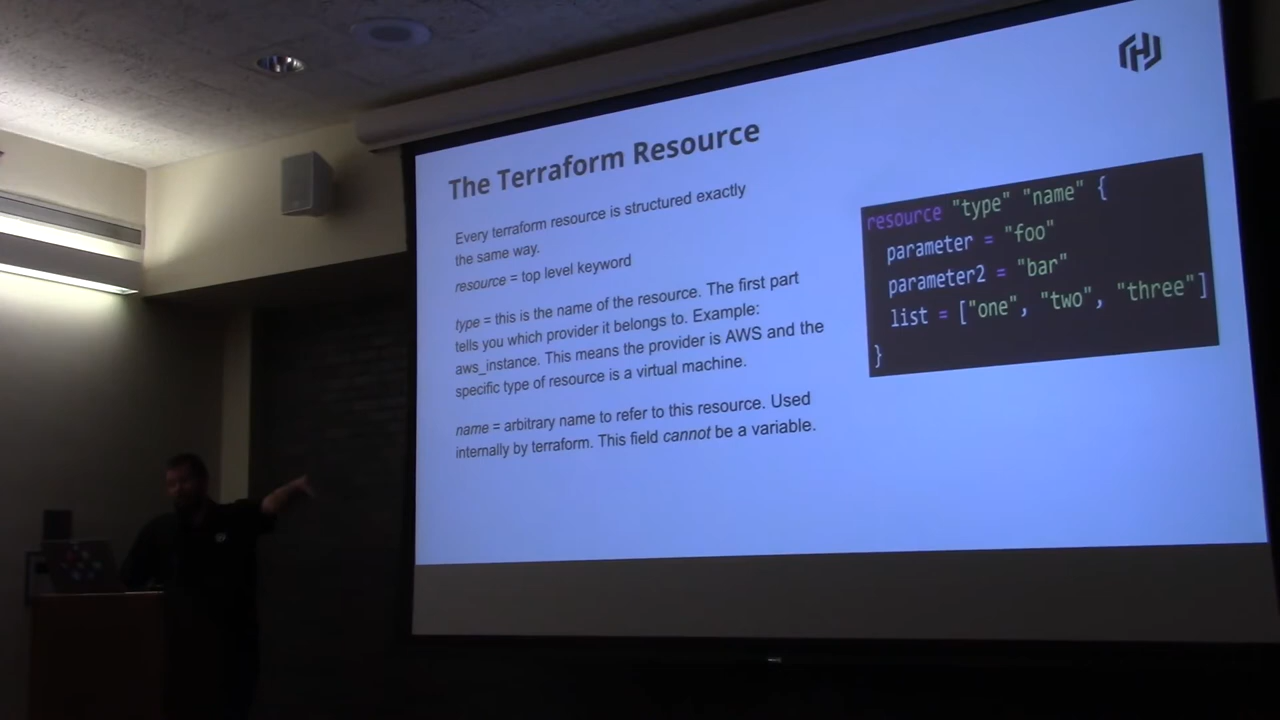 The Terraform Resource
Every terraform resource is structured exactly
the same way.
resource = top level keyword
type = this is the name of the resource. The first part
tells you which provider it belongs to. Example:
aws_instance. This means the provider is AWS and the
specific type of resource is a virtual machine.
name = arbitrary name to refer to this resource. Used
internally by terraform. This field cannot be a variable.
resource "type" "name" {
parameter = "foo"
parameter2 = "bar"
list = ["one", "two", "three"]
}